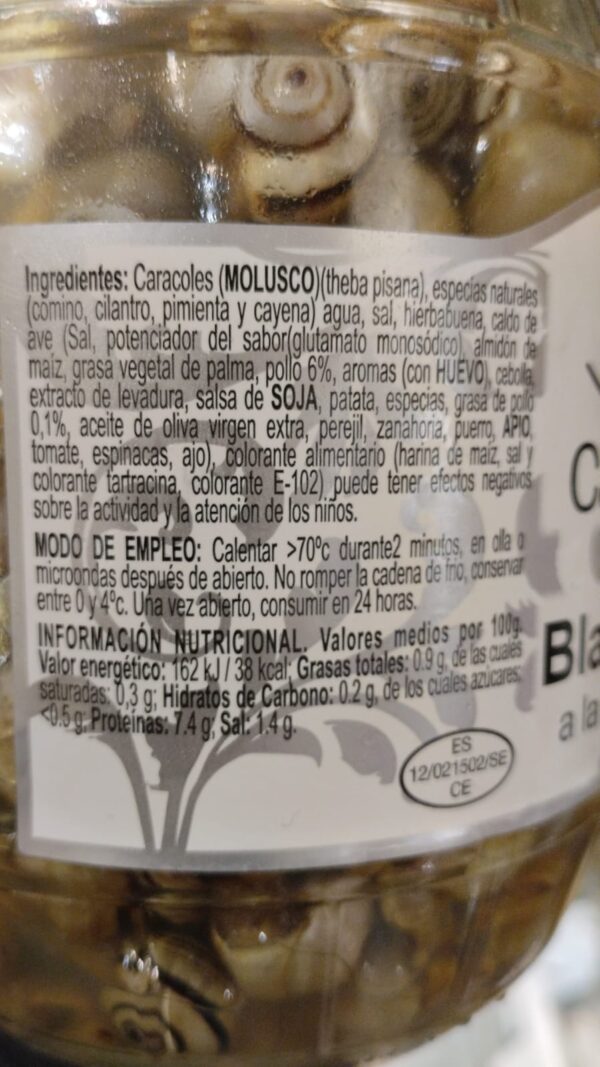 Ingredientes: Caracoles (MOLUSCO)(theba pisana), especias naturales
(comino, cilantro, pimienta y cayena) agua, sal, hierbabuena, caldo de
ave (Sal, potenciador del sabor(glutamato monosódico), almidón de
maíz, grasa vegetal de palma, pollo 6%, aromas (con HUEVO), cebolla,
extracto de levadura, salsa de SOJA, patata, especias, grasa de pollo
0,1%, aceite de oliva virgen extra, perejil, zanahoria, puerro, APIO,
tomate, espinacas, ajo), colorante alimentario (harina de maíz, sal y
colorante tartracina, colorante E-102) puede tener efectos negativos
sobre la actividad y la atención de los niños.
MODO DE EMPLEO: Calentar >70ºc durante2 minutos, en olla o
microondas después de abierto. No romper la cadena de frio, conservar
entre 0 y 4ºc. Una vez abierto, consumir en 24 horas.
INFORMACIÓN NUTRICIONAL. Valores medios por 100g.
Valor energético: 162 kJ / 38 kcal; Grasas totales: 0.9 g, de las cuales
saturadas: 0,3 g; Hidratos de Carbono: 0.2 g, de los cuales azucares:
<0.5 g; Proteínas: 7.4 g; Sal: 1.4 g.
ES
12/021502/SE
CE
C
Bla
a la